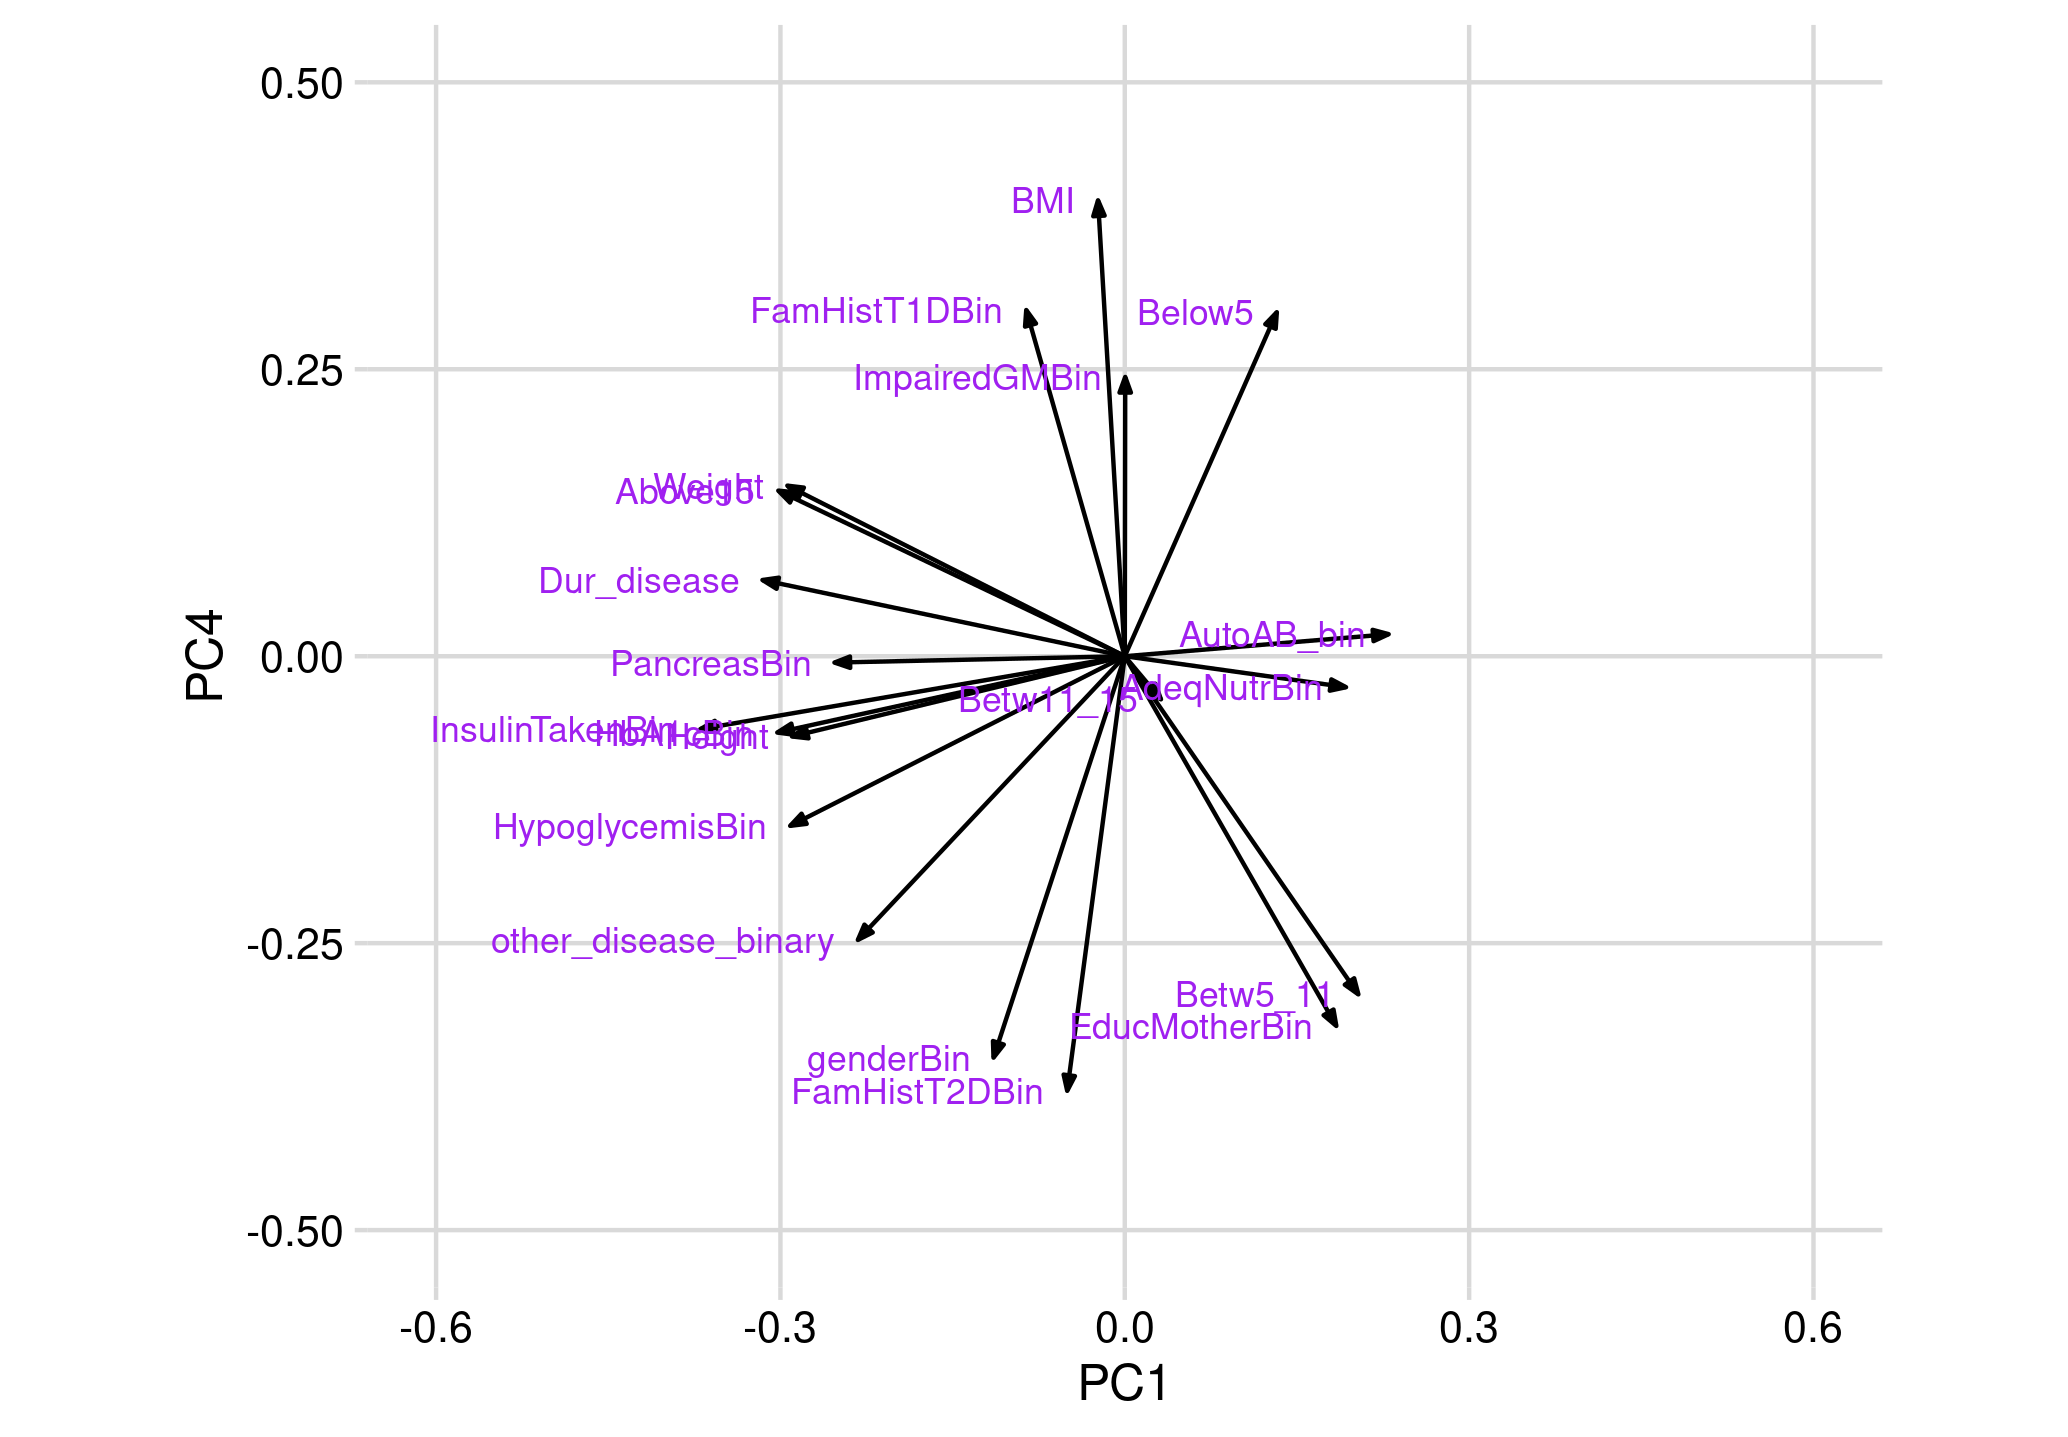 0.50
BMI
FamHistT1DBin
Below5
0.25
ImpairedGMBin
Weight
Above15
Dur_disease
AutoAB_bin
PC4
0.00
PancreasBin
AdeqNutrBin
Betw11_15
InsulinTakenBin
Height
HypoglycemisBin
-0.25
other_disease_binary
Betw5_11
EducMotherBin
genderBin
FamHistT2DBin
-0.50
-0.6
-0.3
0.0
0.3
0.6
PC1